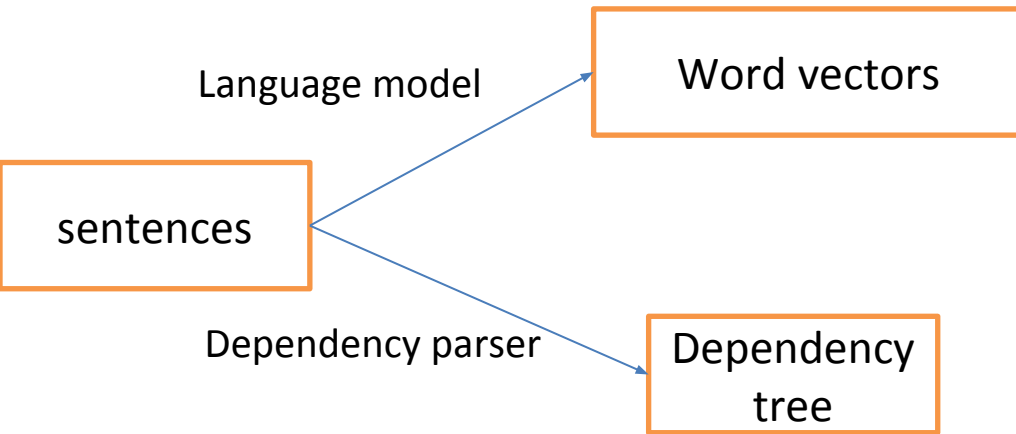 Language model
Word vectors
sentences
Dependency parser
Dependency
tree